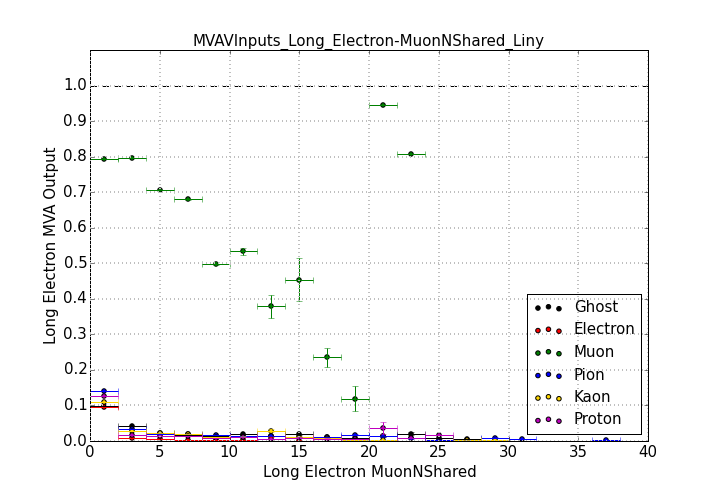 MVAVInputs_Long_Electron-MuonNShared_Liny
Long Electron MVA Output
1.0
0.9
0.8
0.7
0.6
0.5
0.4
0.3
0.2
0.1
0.0
Ghost
Electron
Muon
Pion
Kaon
Proton
0 5 10 15 20 25 30 35 40
Long Electron MuonNShared